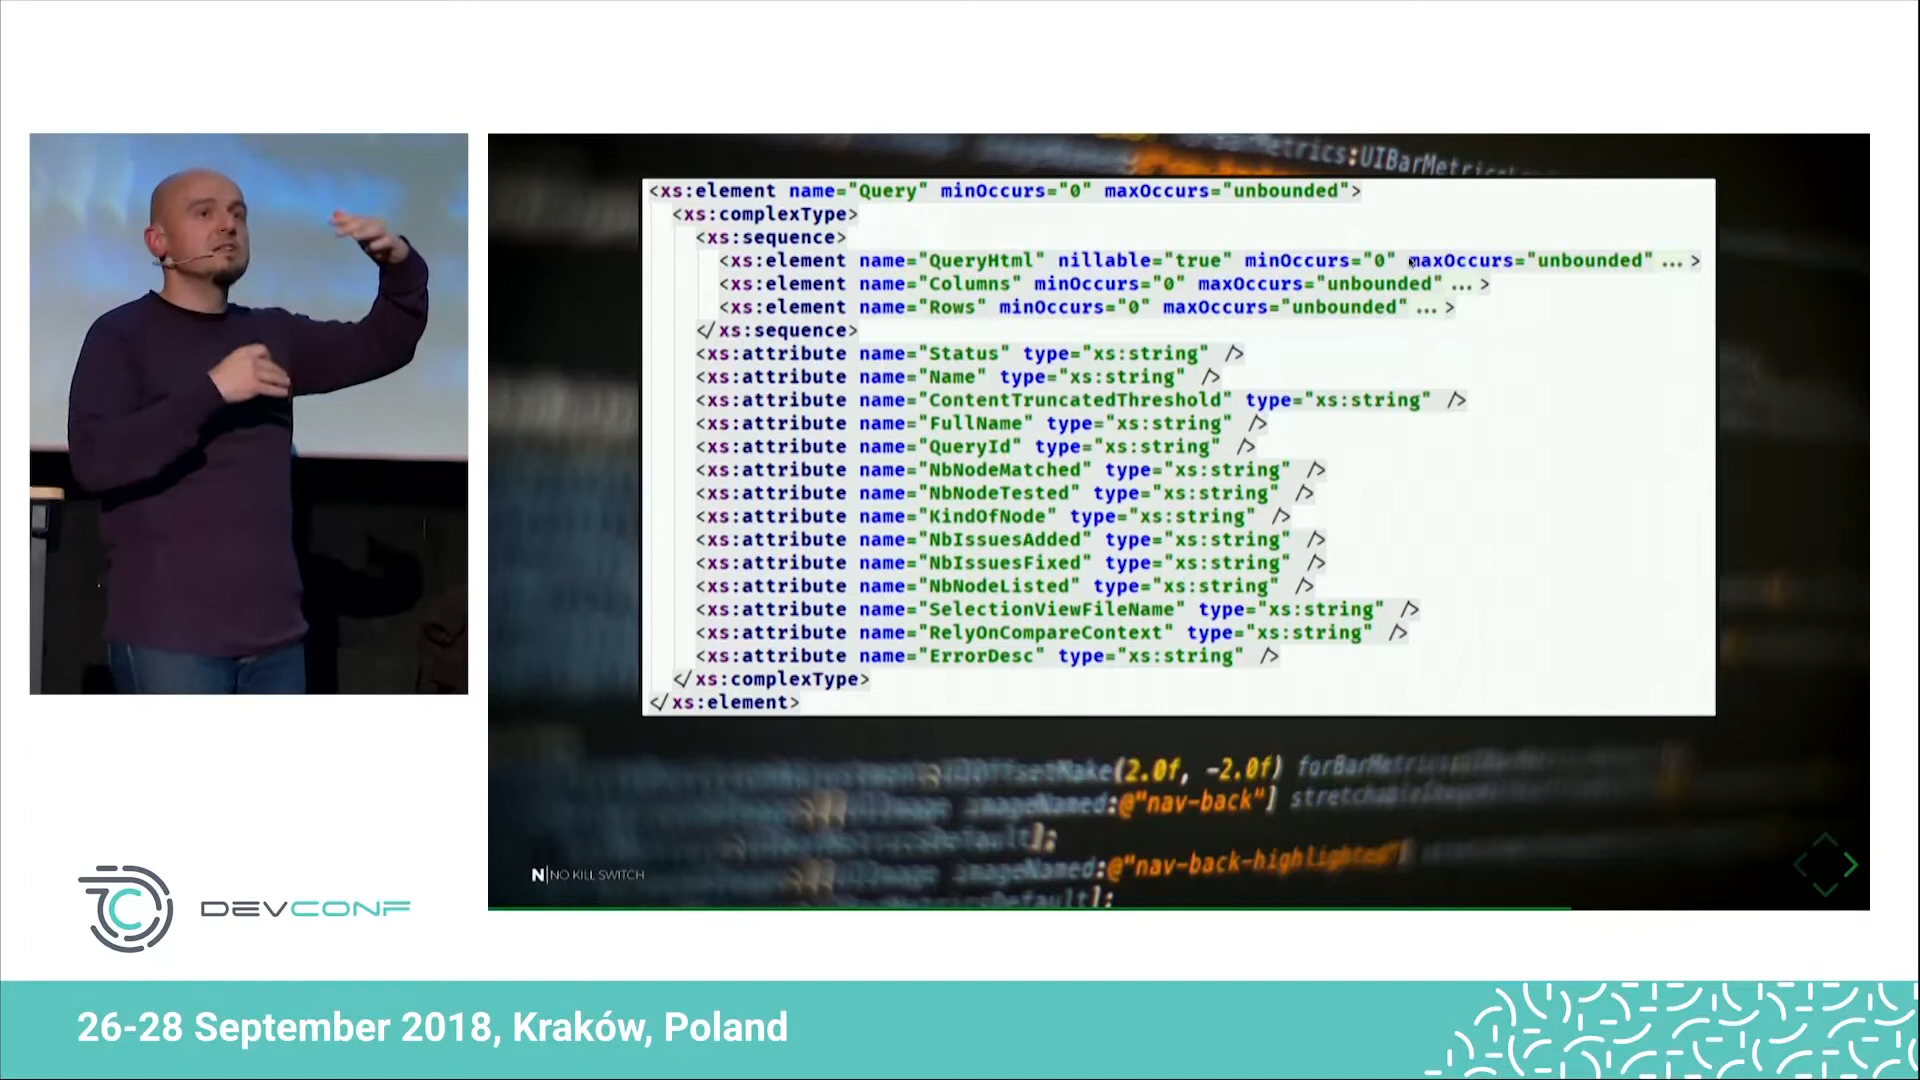 :UIBarMetrics
<xs:element name="Query" minOccurs="0" maxOccurs="unbounded">
<xs:complexType>
<xs:sequence>
<xs:element name="QueryHtml" nillable="true" minOccurs="0" maxOccurs="unbounded" ... >
<xs:element name="Columns" minOccurs="0" maxOccurs="unbounded" ... >
<xs:element name="Rows" minOccurs="0" maxOccurs="unbounded" ... >
</xs:sequence>
<xs:attribute name="Status" type="xs:string" />
<xs:attribute name="Name" type="xs:string" />
<xs:attribute name="ContentTruncatedThreshold" type="xs:string" />
<xs:attribute name="FullName" type="xs:string" />
<xs:attribute name="QueryId" type="xs:string" />
<xs:attribute name="NbNodeMatched" type="xs:string" />
<xs:attribute name="NbNodeTested" type="xs:string" />
<xs:attribute name="KindOfNode" type="xs:string" />
<xs:attribute name="NbIssuesAdded" type="xs:string" />
<xs:attribute name="NbIssuesFixed" type="xs:string" />
<xs:attribute name="NbNodeListed" type="xs:string" />
<xs:attribute name="SelectionViewFileName" type="xs:string" />
<xs:attribute name="RelyOnCompareContext" type="xs:string" />
<xs:attribute name="ErrorDesc" type="xs:string" />
</xs:complexType>
</xs:element>
(2.0f, -2.0f) forBarMetrics
imageNamed:@"nav-back"]
imageNamed:@"nav-back-highlighted"]
N|NO KILL SWITCH
DEVCONF
26-28 September 2018, Kraków, Poland